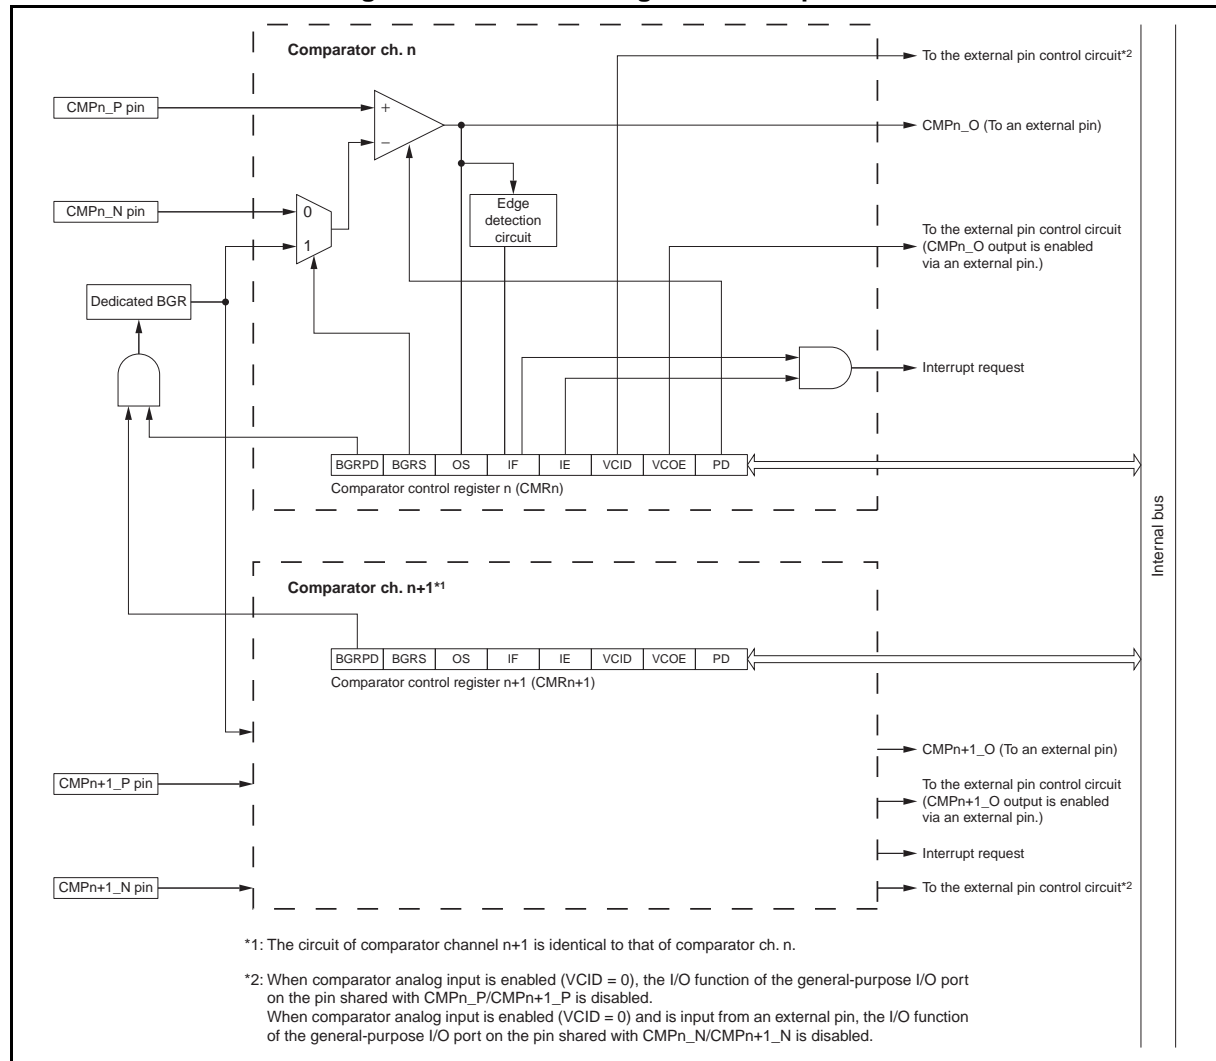 Comparator ch. n
To the external pin control circuit*2
CMPn_P pin
+
CMPn_O (To an external pin)
−
CMPn_N pin
0
1
Edge
detection
circuit
To the external pin control circuit
(CMPn_O output is enabled
via an external pin.)
Dedicated BGR
Interrupt request
BGRPD BGRS OS IF IE VCID VCOE PD
Comparator control register n (CMRn)
Internal bus
Comparator ch. n+1*1
BGRPD BGRS OS IF IE VCID VCOE PD
Comparator control register n+1 (CMRn+1)
CMPn+1_O (To an external pin)
CMPn+1_P pin
To the external pin control circuit
(CMPn+1_O output is enabled
via an external pin.)
Interrupt request
CMPn+1_N pin
To the external pin control circuit*2
*1: The circuit of comparator channel n+1 is identical to that of comparator ch. n.
*2: When comparator analog input is enabled (VCID = 0), the I/O function of the general-purpose I/O port
on the pin shared with CMPn_P/CMPn+1_P is disabled.
When comparator analog input is enabled (VCID = 0) and is input from an external pin, the I/O function
of the general-purpose I/O port on the pin shared with CMPn_N/CMPn+1_N is disabled.